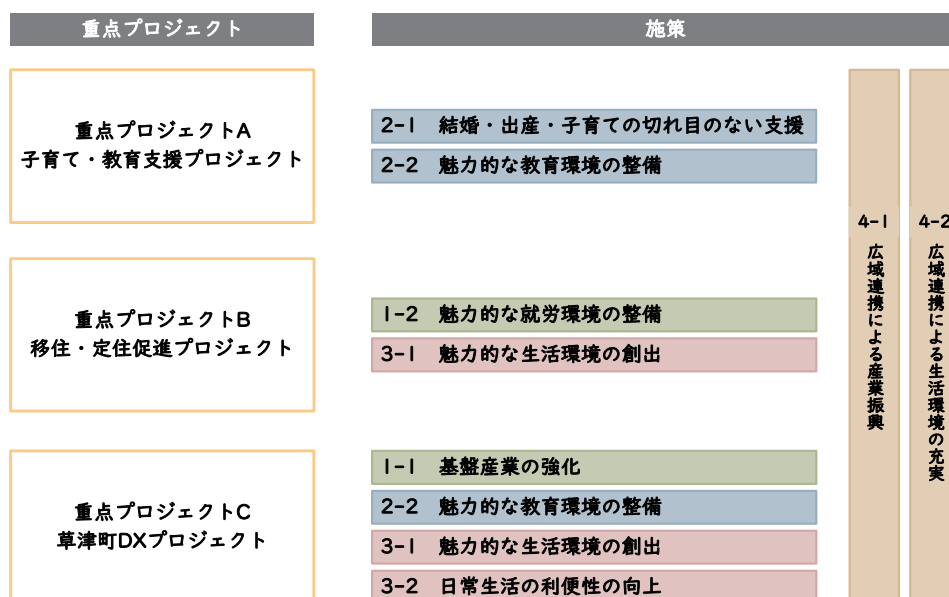 重点プロジェクト
施策
重点プロジェクトA
子育て・教育支援プロジェクト
2-1 結婚・出産・子育ての切れ目のない支援
2-2 魅力的な教育環境の整備
重点プロジェクトB
移住・定住促進プロジェクト
1-2 魅力的な就労環境の整備
3-1 魅力的な生活環境の創出
重点プロジェクトC
草津町DXプロジェクト
1-1 基盤産業の強化
2-2 魅力的な教育環境の整備
3-1 魅力的な生活環境の創出
3-2 日常生活の利便性の向上
4-1 広域連携による産業振興
4-2 広域連携による生活環境の充実